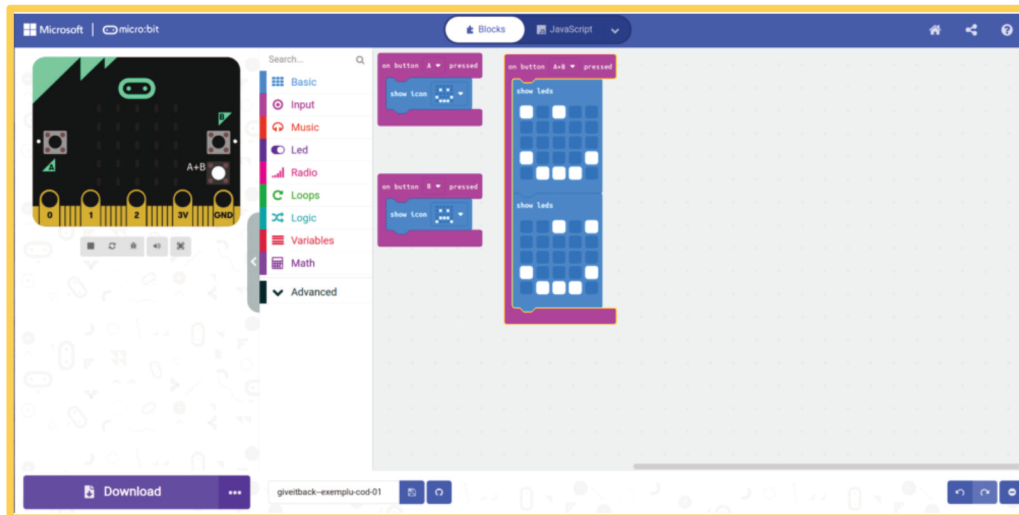 Microsoft | micro:bit
Blocks
JavaScript
Search...
Basic
Input
Music
Led
Radio
Loops
Logic
Variables
Math
Advanced
A
B
A+B
0 1 2 3V GND
on button A pressed
show icon
on button B pressed
show icon
on button A+B pressed
show leds
show leds
Download
giveitback-exemplu-cod-01